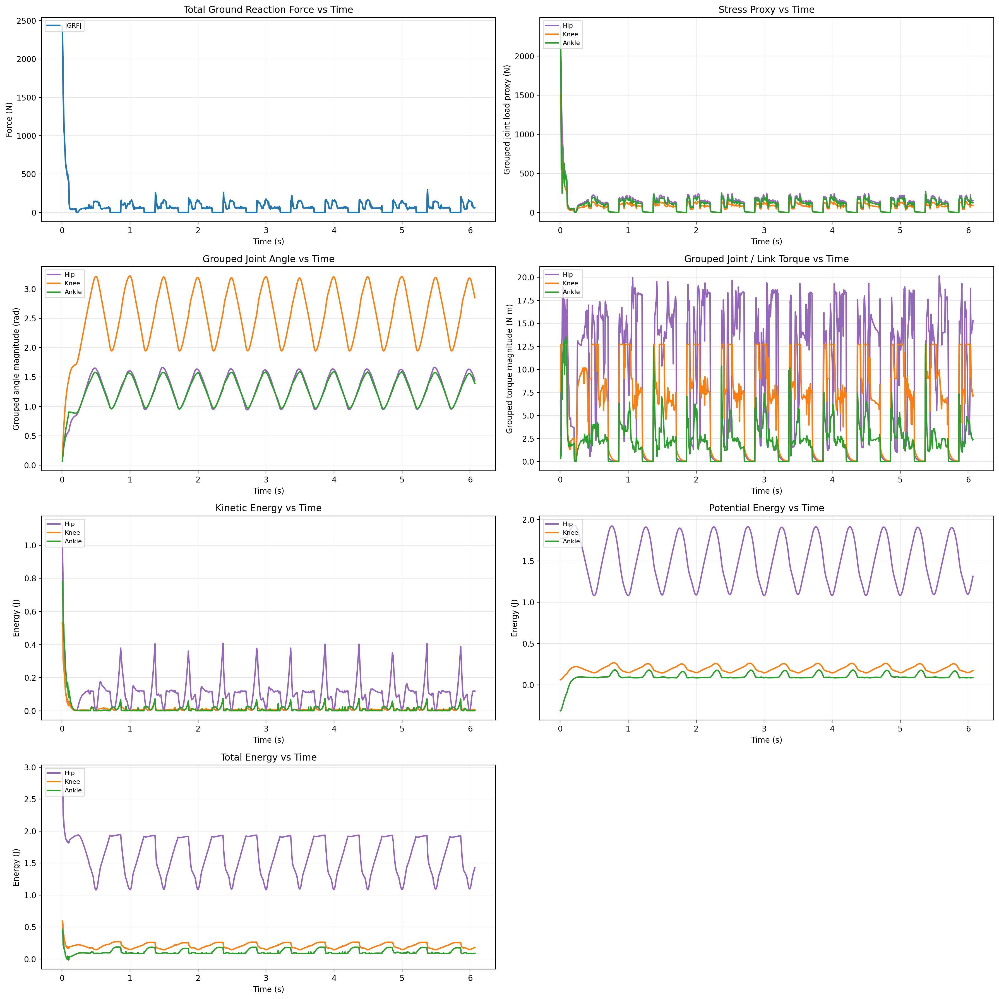 Total Ground Reaction Force vs Time
|GRF|
Force (N)
2500
2000
1500
1000
500
0
0 1 2 3 4 5 6
Time (s)
Stress Proxy vs Time
Hip
Knee
Ankle
Grouped joint load proxy (N)
2000
1500
1000
500
0
0 1 2 3 4 5 6
Time (s)
Grouped Joint Angle vs Time
Hip
Knee
Ankle
Grouped angle magnitude (rad)
3.0
2.5
2.0
1.5
1.0
0.5
0.0
0 1 2 3 4 5 6
Time (s)
Grouped Joint / Link Torque vs Time
Hip
Knee
Ankle
Grouped torque magnitude (N m)
20.0
17.5
15.0
12.5
10.0
7.5
5.0
2.5
0.0
0 1 2 3 4 5 6
Time (s)
Kinetic Energy vs Time
Hip
Knee
Ankle
Energy (J)
1.0
0.8
0.6
0.4
0.2
0.0
0 1 2 3 4 5 6
Time (s)
Potential Energy vs Time
Hip
Knee
Ankle
Energy (J)
2.0
1.5
1.0
0.5
0.0
0 1 2 3 4 5 6
Time (s)
Total Energy vs Time
Hip
Knee
Ankle
Energy (J)
3.0
2.5
2.0
1.5
1.0
0.5
0.0
0 1 2 3 4 5 6
Time (s)